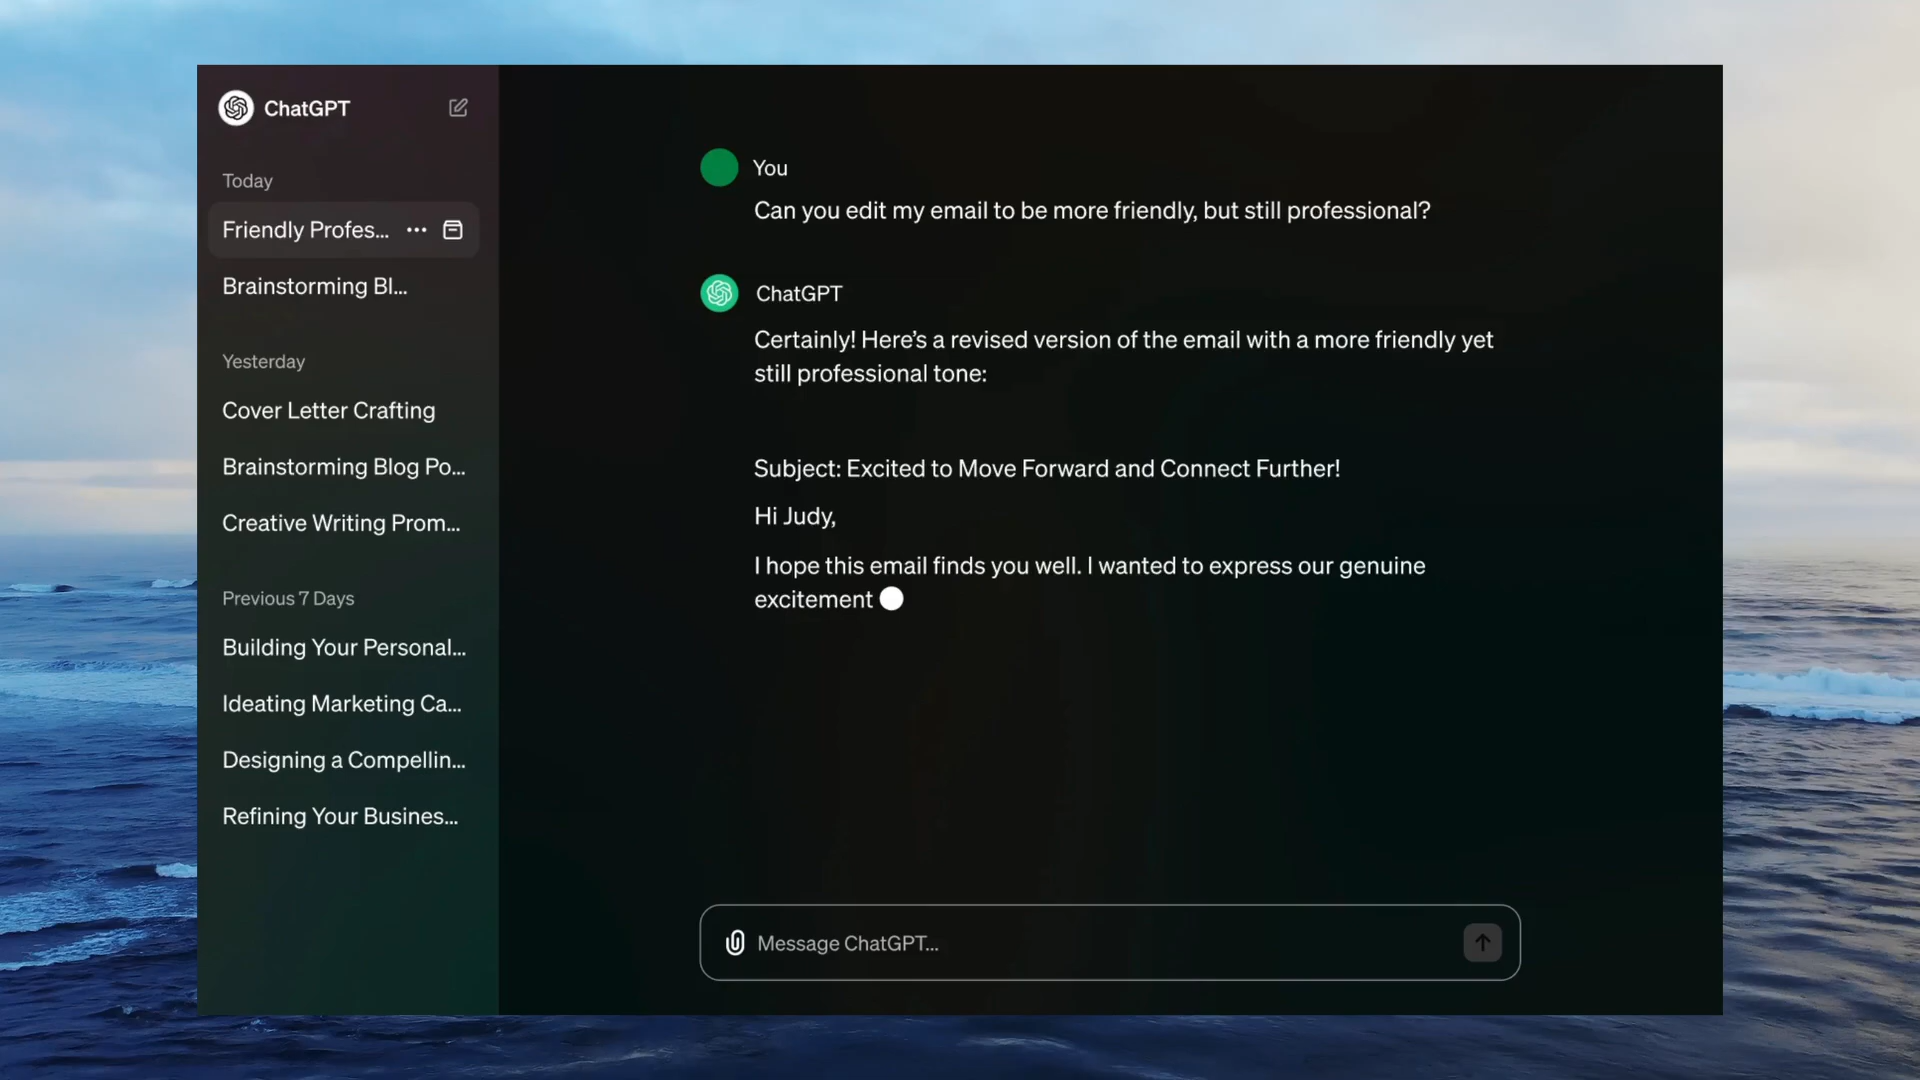 ChatGPT
Today
Friendly Profes...
Brainstorming Bl...
Yesterday
Cover Letter Crafting
Brainstorming Blog Po...
Creative Writing Prom...
Previous 7 Days
Building Your Personal...
Ideating Marketing Ca...
Designing a Compellin...
Refining Your Busines...
You
Can you edit my email to be more friendly, but still professional?
ChatGPT
Certainly! Here’s a revised version of the email with a more friendly yet
still professional tone:
Subject: Excited to Move Forward and Connect Further!
Hi Judy,
I hope this email finds you well. I wanted to express our genuine
excitement
Message ChatGPT...